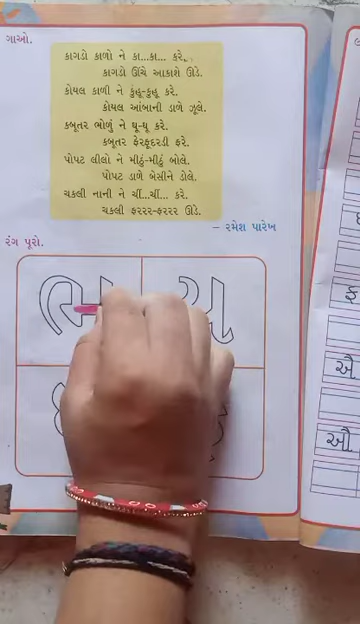 ગાઓ.
કાગડો કાળો ને કા...કા... કરે,
કાગડો ઊંચે આકાશે ઊડે.
કોયલ કાળી ને કુંહૂ-કુહૂ કરે.
કોયલ આંબાની ડાળે ઝૂલે.
કબૂતર ભોળું ને ઘૂ-ઘૂ કરે.
કબૂતર ફેરફૂદરડી ફરે.
પોપટ લીલો ને મીઠું-મીઠું બોલે.
પોપટ ડાળે બેસીને ડોલે.
ચકલી નાની ને ચીં...ચીં... કરે.
ચકલી ફરરર-ફરરર ઊડે.
– રમેશ પારેખ
રંગ પૂરો.
ભ
ઐ
ઔ